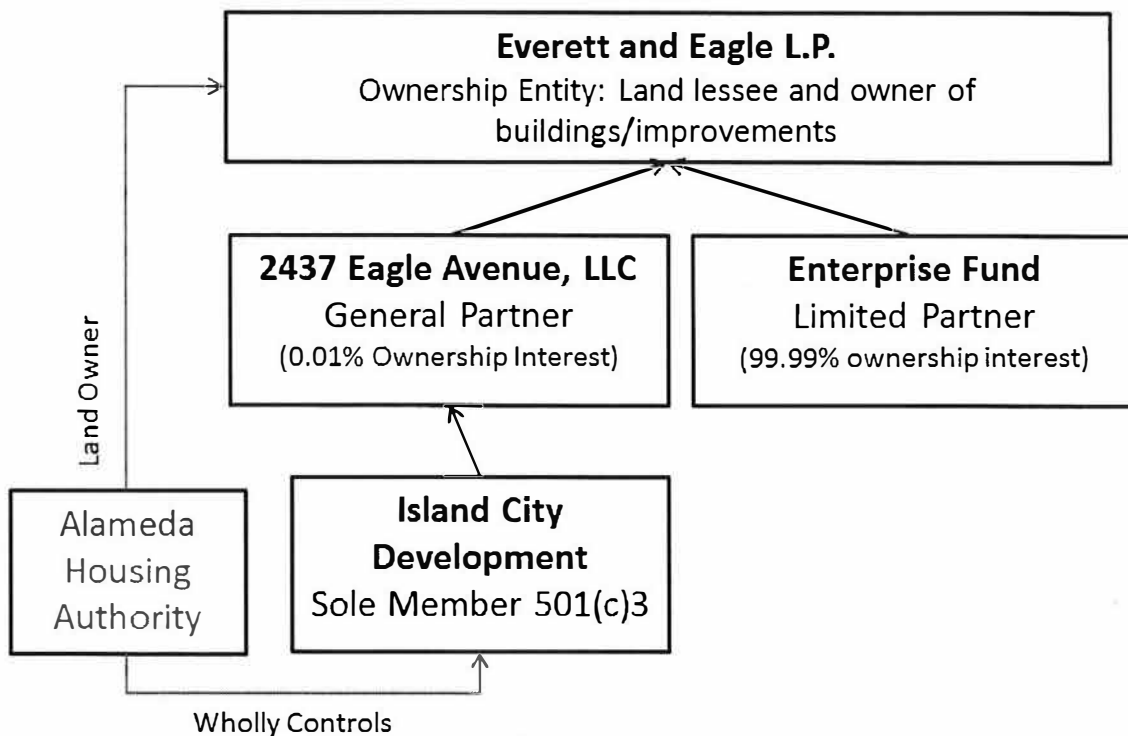 Everett and Eagle L.P.
Ownership Entity: Land lessee and owner of
buildings/improvements
2437 Eagle Avenue, LLC
General Partner
(0.01% Ownership Interest)
Enterprise Fund
Limited Partner
(99.99% ownership interest)
Land Owner
Alameda
Housing
Authority
Island City
Development
Sole Member 501(c)3
Wholly Controls